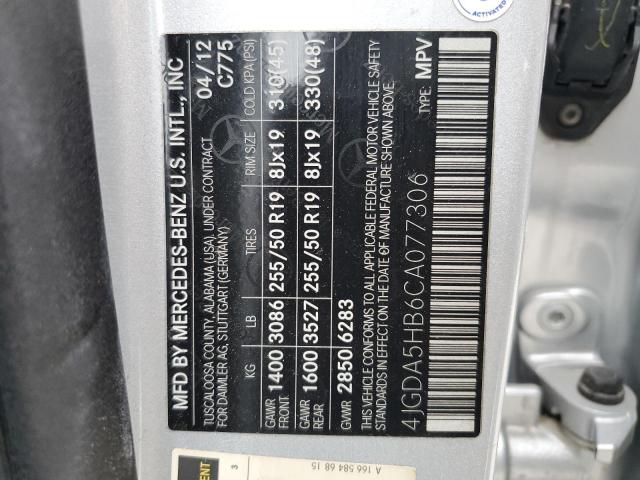 MFD BY MERCEDES-BENZ U.S. INTL., INC
TUSCALOOSA COUNTY, ALABAMA (USA), UNDER CONTRACT 04/12
FOR DAIMLER AG, STUTTGART (GERMANY) C775
KG LB TIRES RIM SIZE COLD KPA (PSI)
GAWR FRONT 1400 3086 255/50 R19 8Jx19 310(45)
GAWR REAR 1600 3527 255/50 R19 8Jx19 330(48)
GVWR 2850 6283
THIS VEHICLE CONFORMS TO ALL APPLICABLE FEDERAL MOTOR VEHICLE SAFETY
STANDARDS IN EFFECT ON THE DATE OF MANUFACTURE SHOWN ABOVE.
4JGDA5HB6CA077306 TYPE: MPV
A 166 584 68 15
3
ACTIVATED